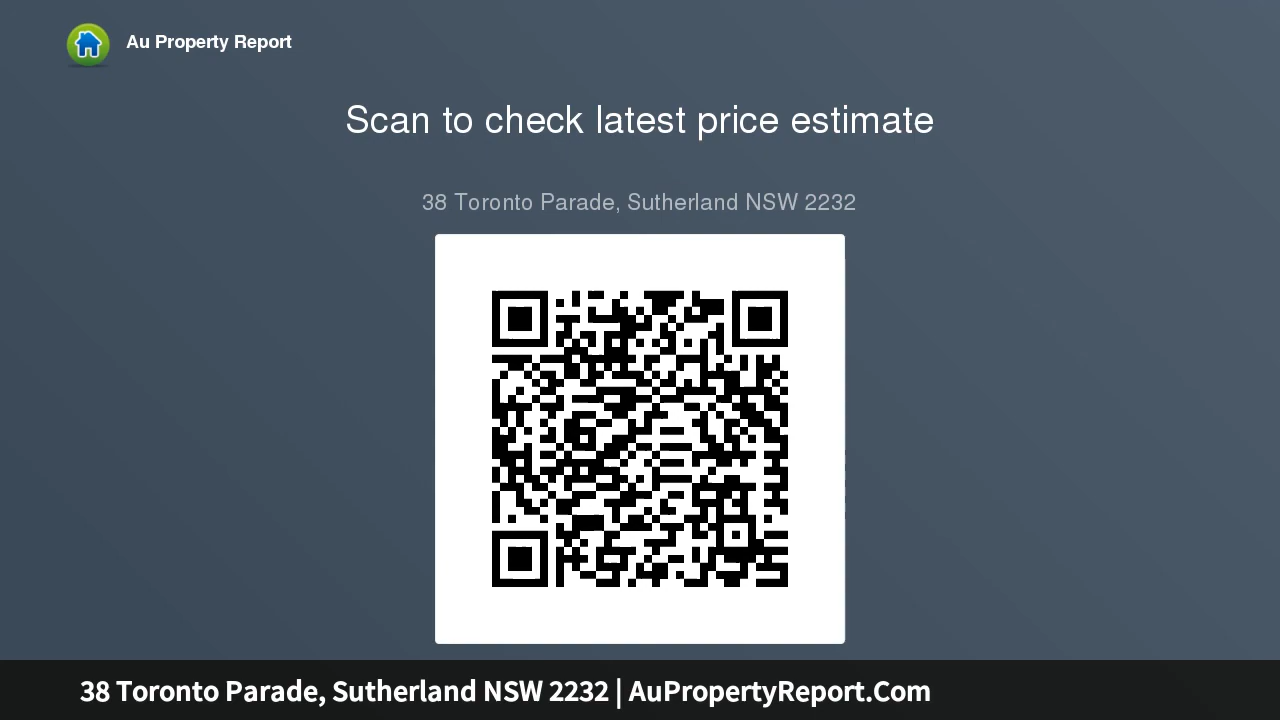 Au Property Report
Scan to check latest price estimate
38 Toronto Parade, Sutherland NSW 2232
38 Toronto Parade, Sutherland NSW 2232 | AuPropertyReport.Com